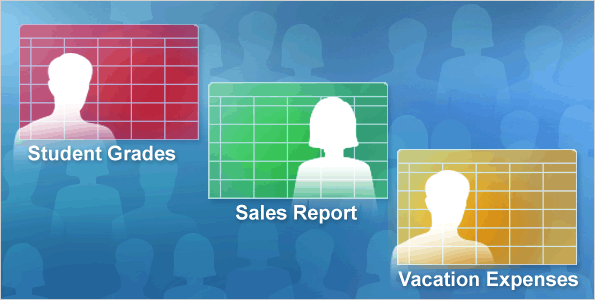 Student Grades
Sales Report
Vacation Expenses